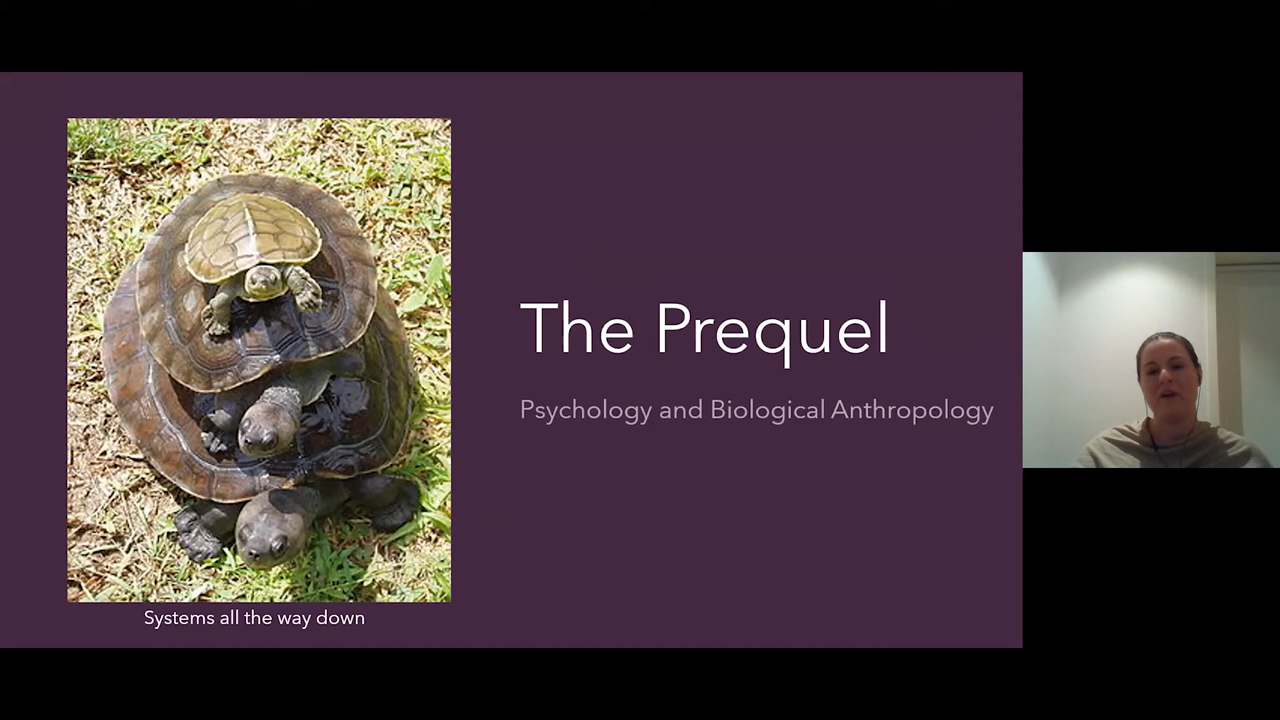 The Prequel
Psychology and Biological Anthropology
Systems all the way down